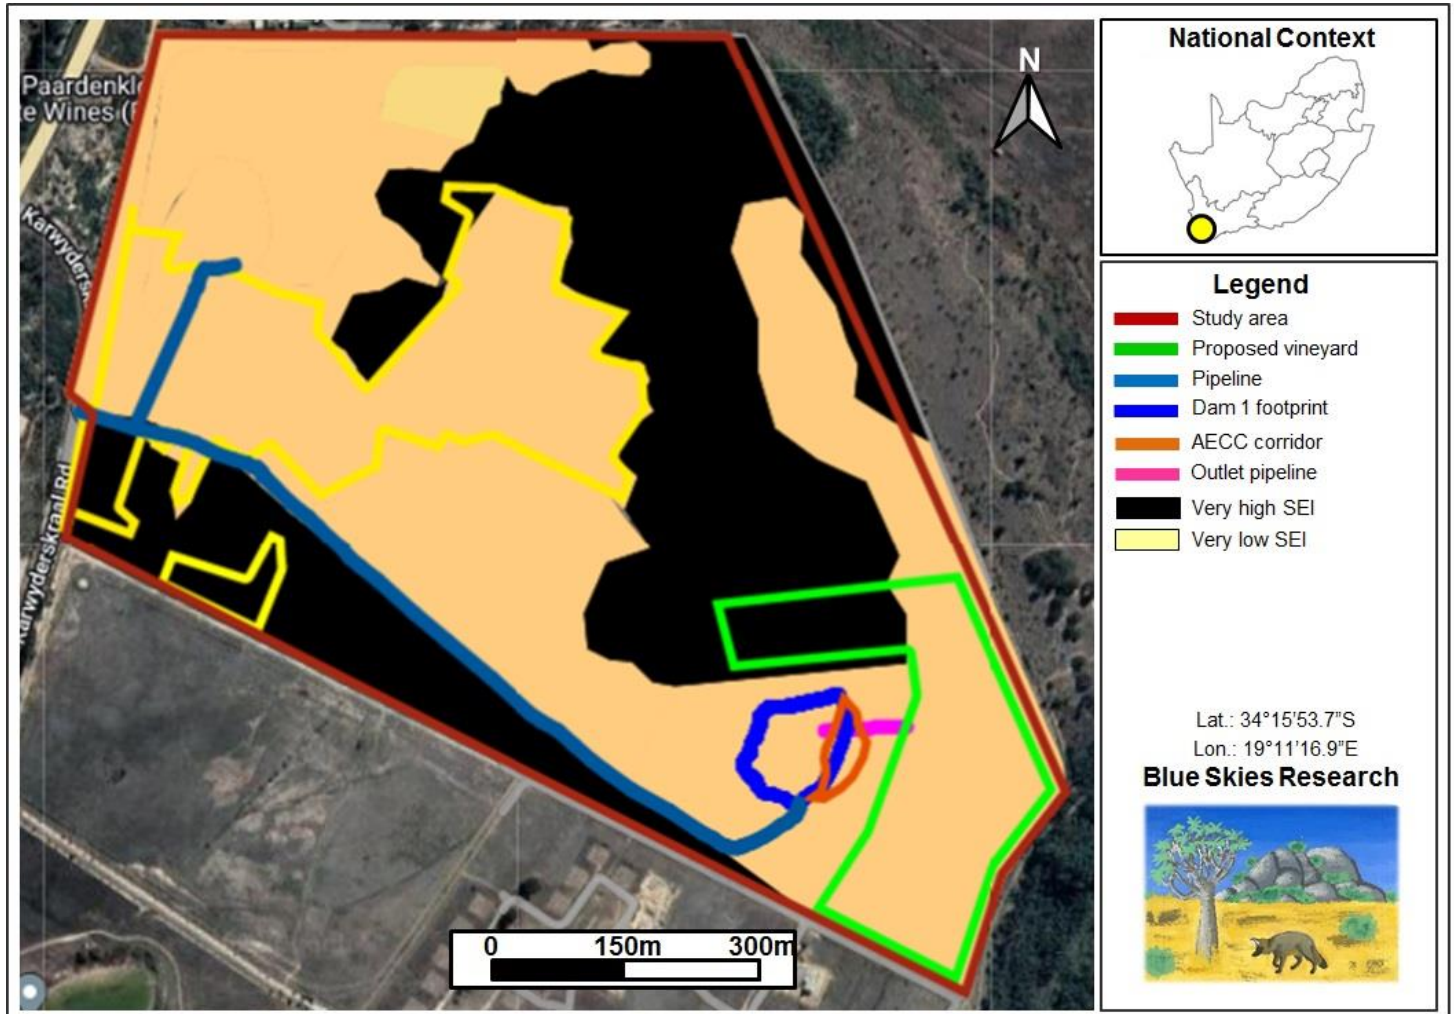 Paardenkl
e Wines (
Karwydersk
Karwyderskraal Rd
N
0 150m 300m
National Context
Legend
Study area
Proposed vineyard
Pipeline
Dam 1 footprint
AECC corridor
Outlet pipeline
Very high SEI
Very low SEI
Lat.: 34°15’53.7”S
Lon.: 19°11’16.9”E
Blue Skies Research